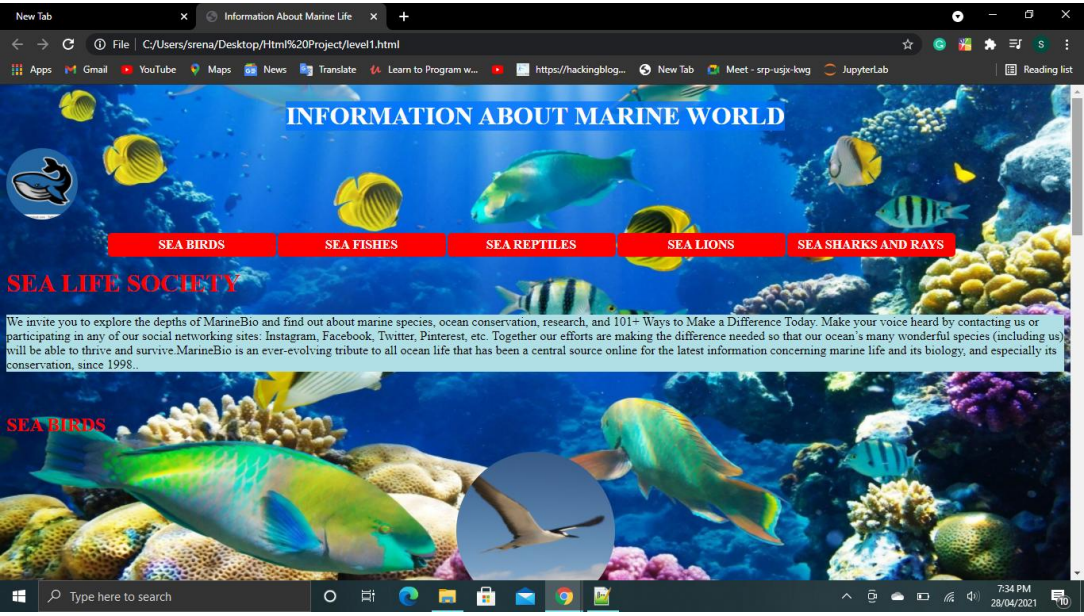 New Tab
Information About Marine Life
File | C:/Users/srena/Desktop/Html%20Project/level1.html
S
Apps
Gmail
YouTube
Maps
News
Translate
Learn to Program w...
https://hackingblog...
New Tab
Meet - srp-usjx-kwg
JupyterLab
Reading list
INFORMATION ABOUT MARINE WORLD
SEA BIRDS
SEA FISHES
SEA REPTILES
SEA LIONS
SEA SHARKS AND RAYS
SEA LIFE SOCIETY
We invite you to explore the depths of MarineBio and find out about marine species, ocean conservation, research, and 101+ Ways to Make a Difference Today. Make your voice heard by contacting us or
participating in any of our social networking sites: Instagram, Facebook, Twitter, Pinterest, etc. Together our efforts are making the difference needed so that our ocean’s many wonderful species (including us)
will be able to thrive and survive.MarineBio is an ever-evolving tribute to all ocean life that has been a central source online for the latest information concerning marine life and its biology, and especially its
conservation, since 1998..
SEA BIRDS
Type here to search
7:34 PM
28/04/2021
10